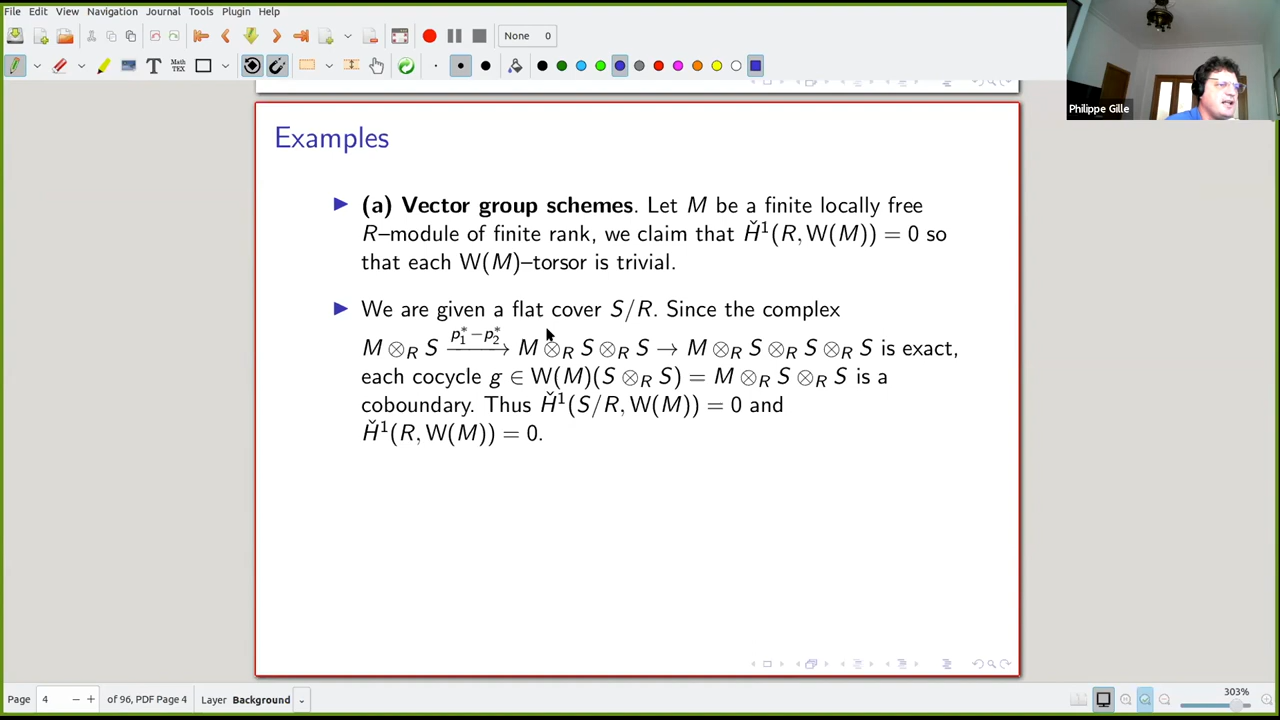 File Edit View Journal Tools Plugin Help
None 0
T Math TEX
Philippe Gille
Examples
▶ (a) Vector group schemes. Let M be a finite locally free
R–module of finite rank, we claim that Ȟ¹(R, W(M)) = 0 so
that each W(M)–torsor is trivial.
▶ We are given a flat cover S/R. Since the complex
M ⊗_R S \xrightarrow{p₁* − p₂*} M ⊗_R S ⊗_R S → M ⊗_R S ⊗_R S ⊗_R S is exact,
each cocycle g ∈ W(M)(S ⊗_R S) = M ⊗_R S ⊗_R S is a
coboundary. Thus Ȟ¹(S/R, W(M)) = 0 and
Ȟ¹(R, W(M)) = 0.
Page 4 − + of 96, PDF Page 4 Layer Background 303%